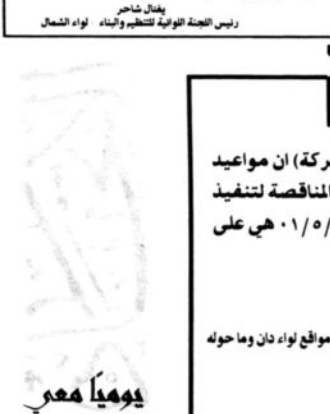 يغئال شاحر
رئيس اللجنة اللوائية للتنظيم والبناء - لواء الشمال
ركة) ان مواعيد
لمناقصة لتنفيذ
٠١/٥/ هي على
مواقع لواء دان وما حوله
يوميًا معي